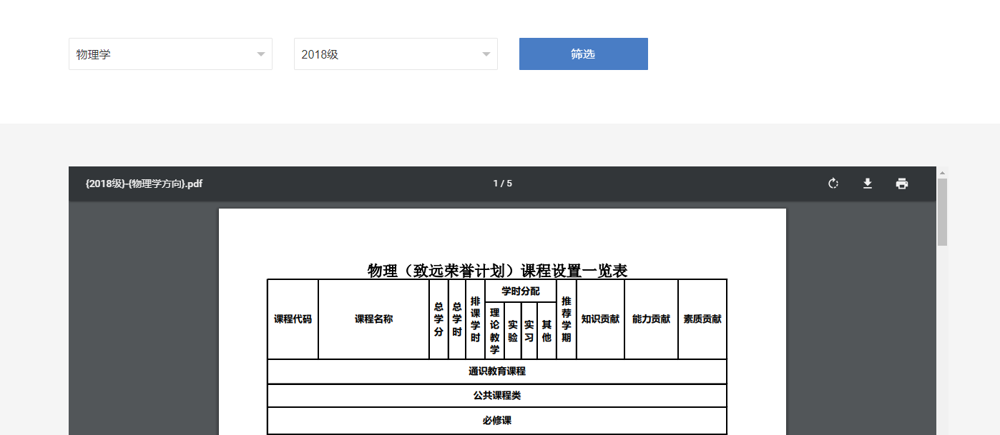 物理学
2018级
筛选
{2018级}-{物理学方向}.pdf
1 / 5
物理（致远荣誉计划）课程设置一览表
课程代码
课程名称
总学分
总学时
排课学时
学时分配
理论教学
实验
实习
其他
推荐学期
知识贡献
能力贡献
素质贡献
通识教育课程
公共课程类
必修课